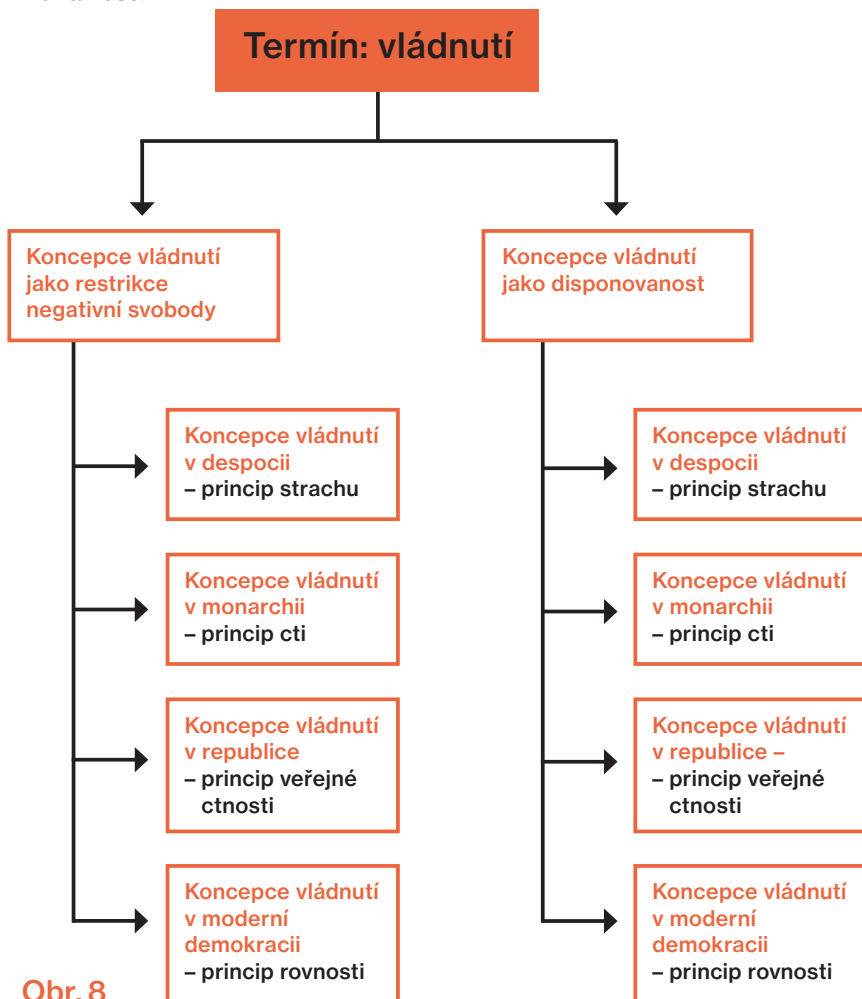 Termín: vládnutí
Koncepce vládnutí
jako restrikce
negativní svobody
Koncepce vládnutí
v despocii
– princip strachu
Koncepce vládnutí
v monarchii
– princip cti
Koncepce vládnutí
v republice
– princip veřejné
ctnosti
Koncepce vládnutí
v moderní
demokracii
– princip rovnosti
Koncepce vládnutí
jako disponovanost
Koncepce vládnutí
v despocii
– princip strachu
Koncepce vládnutí
v monarchii
– princip cti
Koncepce vládnutí
v republice –
– princip veřejné
ctnosti
Koncepce vládnutí
v moderní
demokracii
– princip rovnosti
Obr. 8